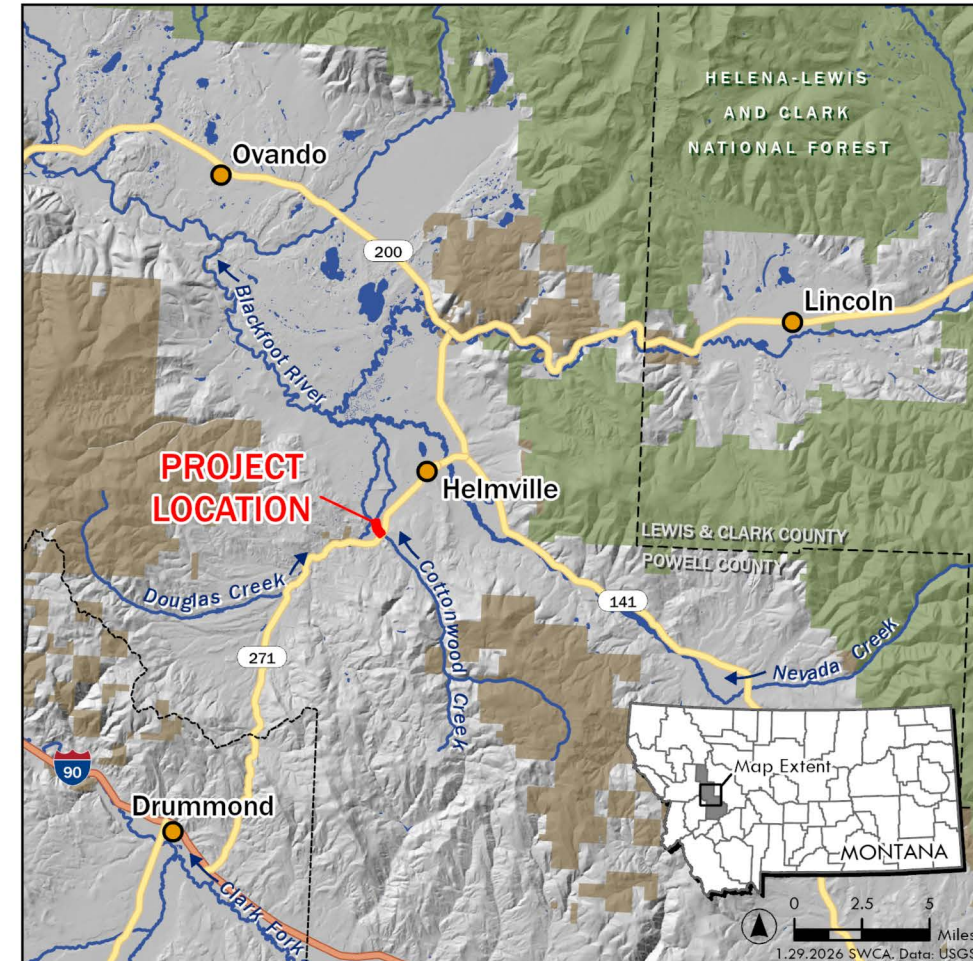 HELENA-LEWIS
AND CLARK
NATIONAL FOREST
Ovando
200
Blackfoot River
Lincoln
PROJECT
LOCATION
Helmville
LEWIS & CLARK COUNTY
POWELL COUNTY
Douglas Creek
Cottonwood Creek
141
271
Nevada Creek
90
Drummond
Clark Fork
Map Extent
MONTANA
0 2.5 5
Miles
1.29.2026 SWCA. Data: USGS